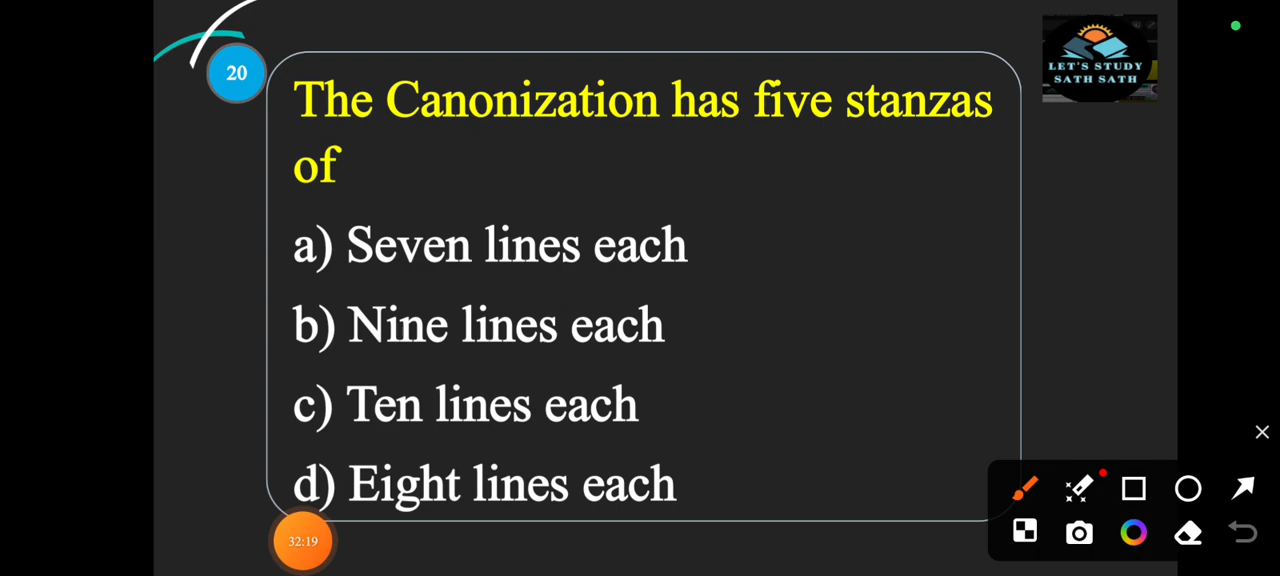 20
The Canonization has five stanzas
of
a) Seven lines each
b) Nine lines each
c) Ten lines each
d) Eight lines each
LET'S STUDY
SATH SATH
32:19